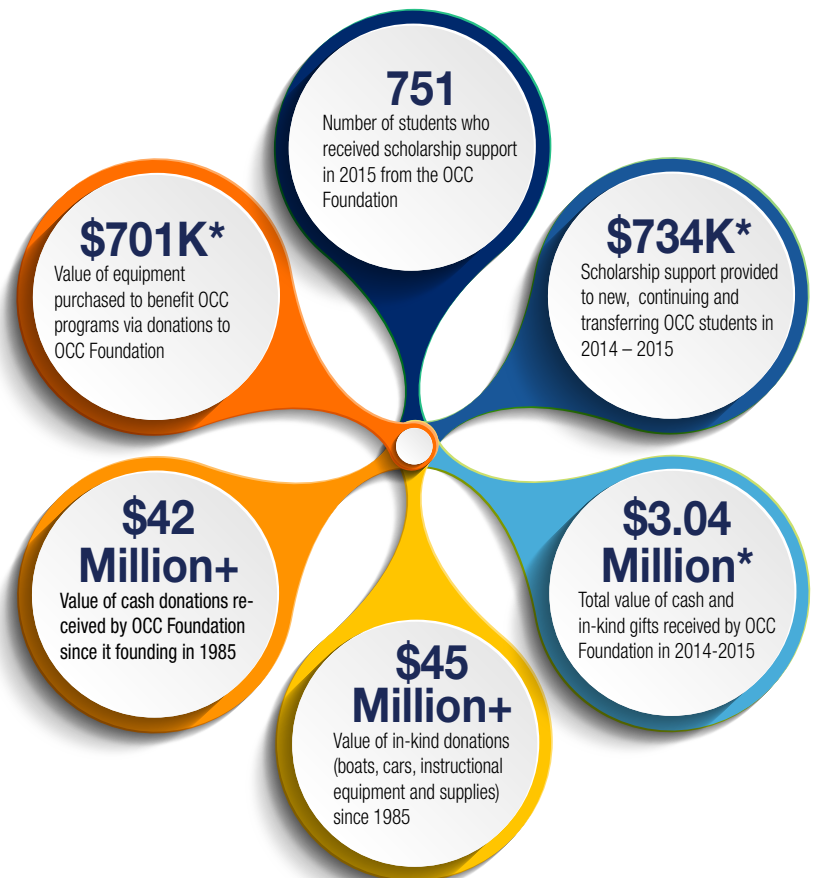 751
Number of students who
received scholarship support
in 2015 from the OCC
Foundation
$734K*
Scholarship support provided
to new, continuing and
transferring OCC students in
2014 – 2015
$3.04
Million*
Total value of cash and
in-kind gifts received by OCC
Foundation in 2014-2015
$45
Million+
Value of in-kind donations
(boats, cars, instructional
equipment and supplies)
since 1985
$42
Million+
Value of cash donations re-
ceived by OCC Foundation
since it founding in 1985
$701K*
Value of equipment
purchased to benefit OCC
programs via donations to
OCC Foundation